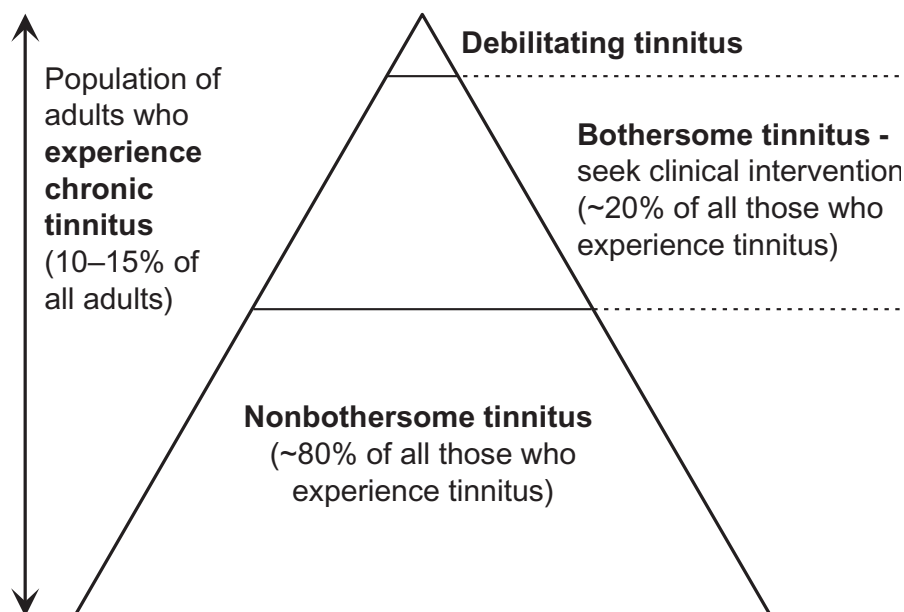 Debilitating tinnitus
Population of
adults who
experience
chronic
tinnitus
(10–15% of
all adults)
Bothersome tinnitus -
seek clinical intervention
(~20% of all those who
experience tinnitus)
Nonbothersome tinnitus
(~80% of all those who
experience tinnitus)